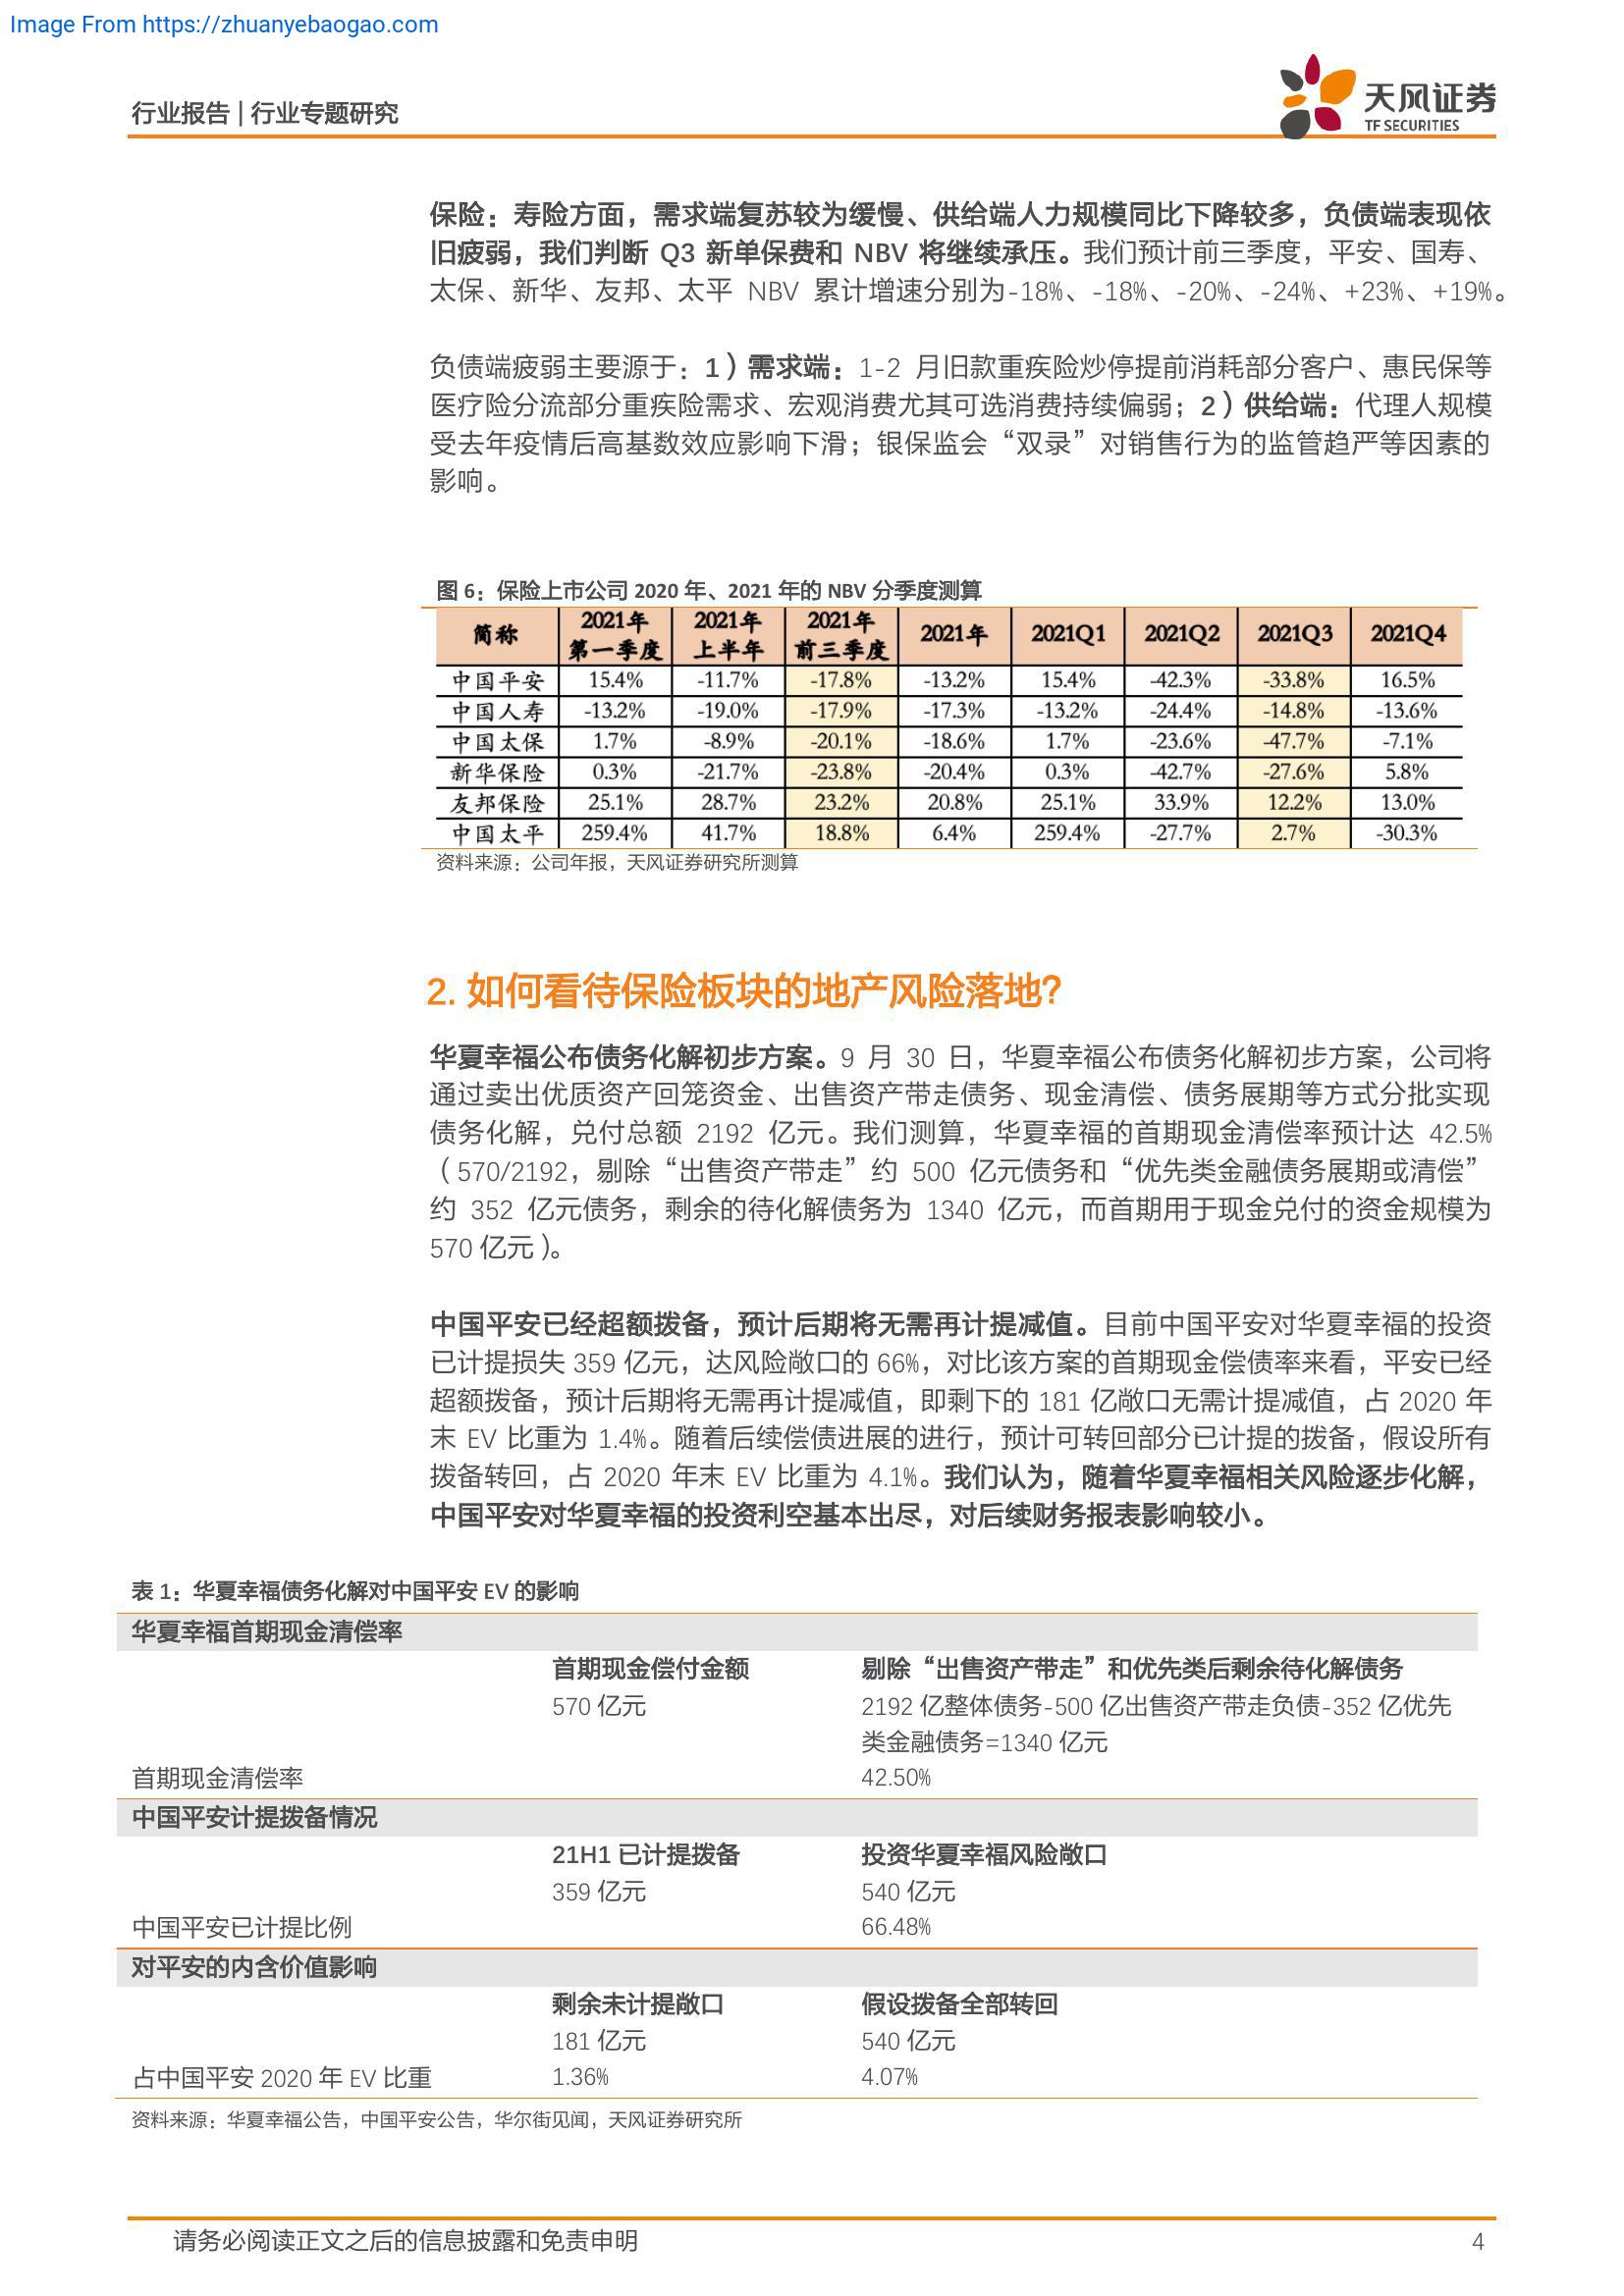 Image From https://zhuanyebaogao.com
行业报告 | 行业专题研究
天风证券
TF SECURITIES
保险：寿险方面，需求端复苏较为缓慢、供给端人力规模同比下降较多，负债端表现依
旧疲弱，我们判断 Q3 新单保费和 NBV 将继续承压。我们预计前三季度，平安、国寿、
太保、新华、友邦、太平 NBV 累计增速分别为-18%、-18%、-20%、-24%、+23%、+19%。
负债端疲弱主要源于：1）需求端：1-2 月旧款重疾险炒停提前消耗部分客户、惠民保等
医疗险分流部分重疾险需求、宏观消费尤其可选消费持续偏弱；2）供给端：代理人规模
受去年疫情后高基数效应影响下滑；银保监会“双录”对销售行为的监管趋严等因素的
影响。
图 6：保险上市公司 2020 年、2021 年的 NBV 分季度测算
简称 2021年第一季度 2021年上半年 2021年前三季度 2021年 2021Q1 2021Q2 2021Q3 2021Q4
中国平安 15.4% -11.7% -17.8% -13.2% 15.4% -42.3% -33.8% 16.5%
中国人寿 -13.2% -19.0% -17.9% -17.3% -13.2% -24.4% -14.8% -13.6%
中国太保 1.7% -8.9% -20.1% -18.6% 1.7% -23.6% -47.7% -7.1%
新华保险 0.3% -21.7% -23.8% -20.4% 0.3% -42.7% -27.6% 5.8%
友邦保险 25.1% 28.7% 23.2% 20.8% 25.1% 33.9% 12.2% 13.0%
中国太平 259.4% 41.7% 18.8% 6.4% 259.4% -27.7% 2.7% -30.3%
资料来源：公司年报，天风证券研究所测算
2. 如何看待保险板块的地产风险落地？
华夏幸福公布债务化解初步方案。9 月 30 日，华夏幸福公布债务化解初步方案，公司将
通过卖出优质资产回笼资金、出售资产带走债务、现金清偿、债务展期等方式分批实现
债务化解，兑付总额 2192 亿元。我们测算，华夏幸福的首期现金清偿率预计达 42.5%
（570/2192，剔除“出售资产带走”约 500 亿元债务和“优先类金融债务展期或清偿”
约 352 亿元债务，剩余的待化解债务为 1340 亿元，而首期用于现金兑付的资金规模为
570 亿元）。
中国平安已经超额拨备，预计后期将无需再计提减值。目前中国平安对华夏幸福的投资
已计提损失 359 亿元，达风险敞口的 66%，对比该方案的首期现金偿债率来看，平安已经
超额拨备，预计后期将无需再计提减值，即剩下的 181 亿敞口无需计提减值，占 2020 年
末 EV 比重为 1.4%。随着后续偿债进展的进行，预计可转回部分已计提的拨备，假设所有
拨备转回，占 2020 年末 EV 比重为 4.1%。我们认为，随着华夏幸福相关风险逐步化解，
中国平安对华夏幸福的投资利空基本出尽，对后续财务报表影响较小。
表 1：华夏幸福债务化解对中国平安 EV 的影响
华夏幸福首期现金清偿率
首期现金偿付金额 剔除“出售资产带走”和优先类后剩余待化解债务
570 亿元 2192 亿整体债务-500 亿出售资产带走负债-352 亿优先
类金融债务=1340 亿元
首期现金清偿率 42.50%
中国平安计提拨备情况
21H1 已计提拨备 投资华夏幸福风险敞口
359 亿元 540 亿元
中国平安已计提比例 66.48%
对平安的内含价值影响
剩余未计提敞口 假设拨备全部转回
181 亿元 540 亿元
占中国平安 2020 年 EV 比重 1.36% 4.07%
资料来源：华夏幸福公告，中国平安公告，华尔街见闻，天风证券研究所
请务必阅读正文之后的信息披露和免责申明 4